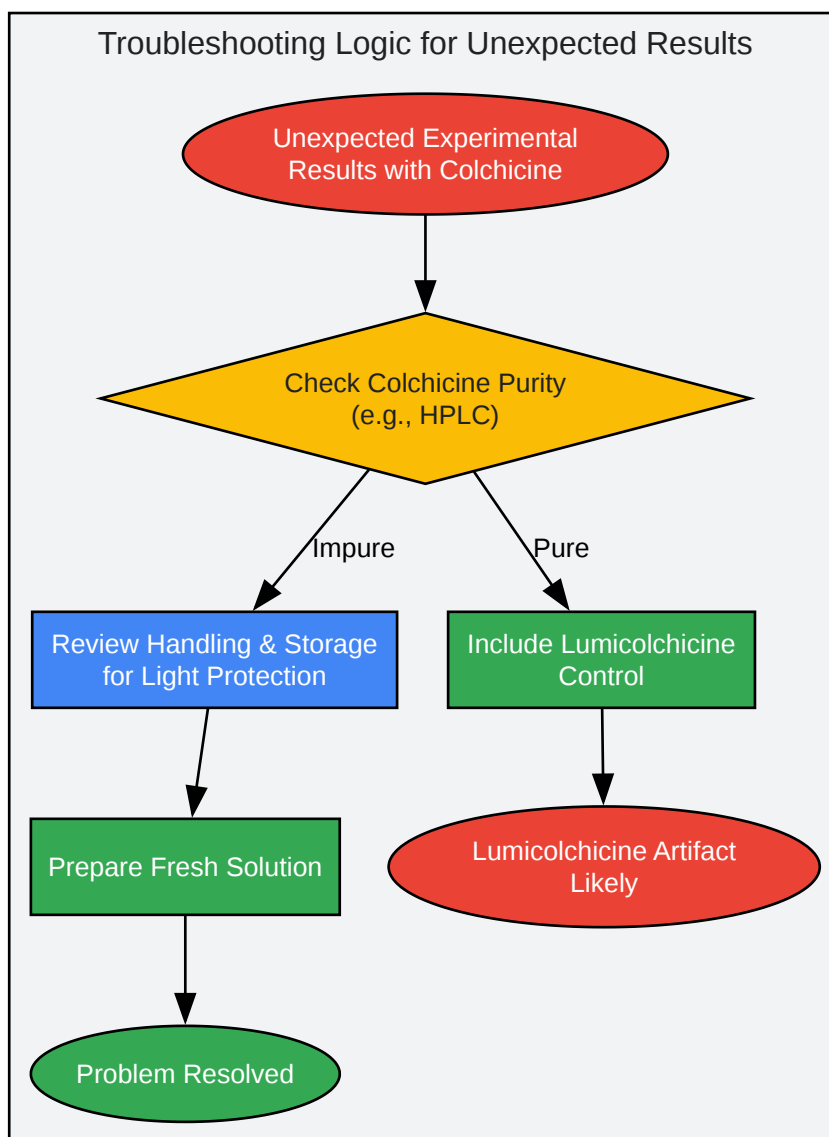 Troubleshooting Logic for Unexpected Results
Unexpected Experimental
Results with Colchicine
Check Colchicine Purity
(e.g., HPLC)
Impure
Pure
Review Handling & Storage
for Light Protection
Include Lumicolchicine
Control
Prepare Fresh Solution
Lumicolchicine Artifact
Likely
Problem Resolved